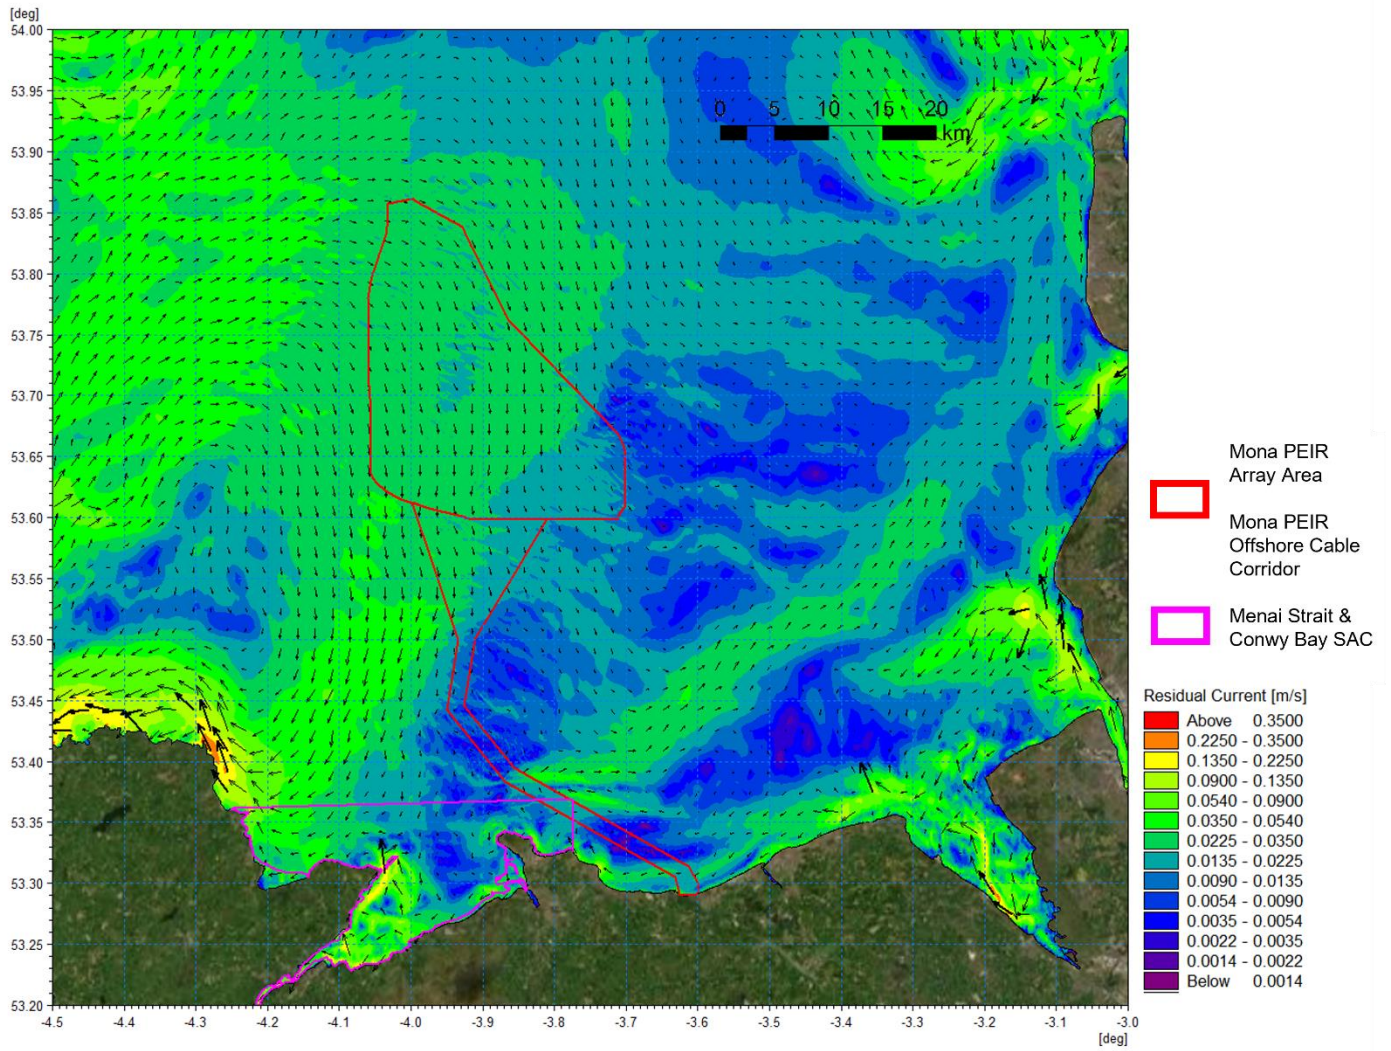 [deg]
54.00
53.95
53.90
53.85
53.80
53.75
53.70
53.65
53.60
53.55
53.50
53.45
53.40
53.35
53.30
53.25
53.20
0 5 10 15 20
km
-4.5 -4.4 -4.3 -4.2 -4.1 -4.0 -3.9 -3.8 -3.7 -3.6 -3.5 -3.4 -3.3 -3.2 -3.1 -3.0
[deg]
Mona PEIR
Array Area
Mona PEIR
Offshore Cable
Corridor
Menai Strait &
Conwy Bay SAC
Residual Current [m/s]
Above 0.3500
0.2250 - 0.3500
0.1350 - 0.2250
0.0900 - 0.1350
0.0540 - 0.0900
0.0350 - 0.0540
0.0225 - 0.0350
0.0135 - 0.0225
0.0090 - 0.0135
0.0054 - 0.0090
0.0035 - 0.0054
0.0022 - 0.0035
0.0014 - 0.0022
Below 0.0014